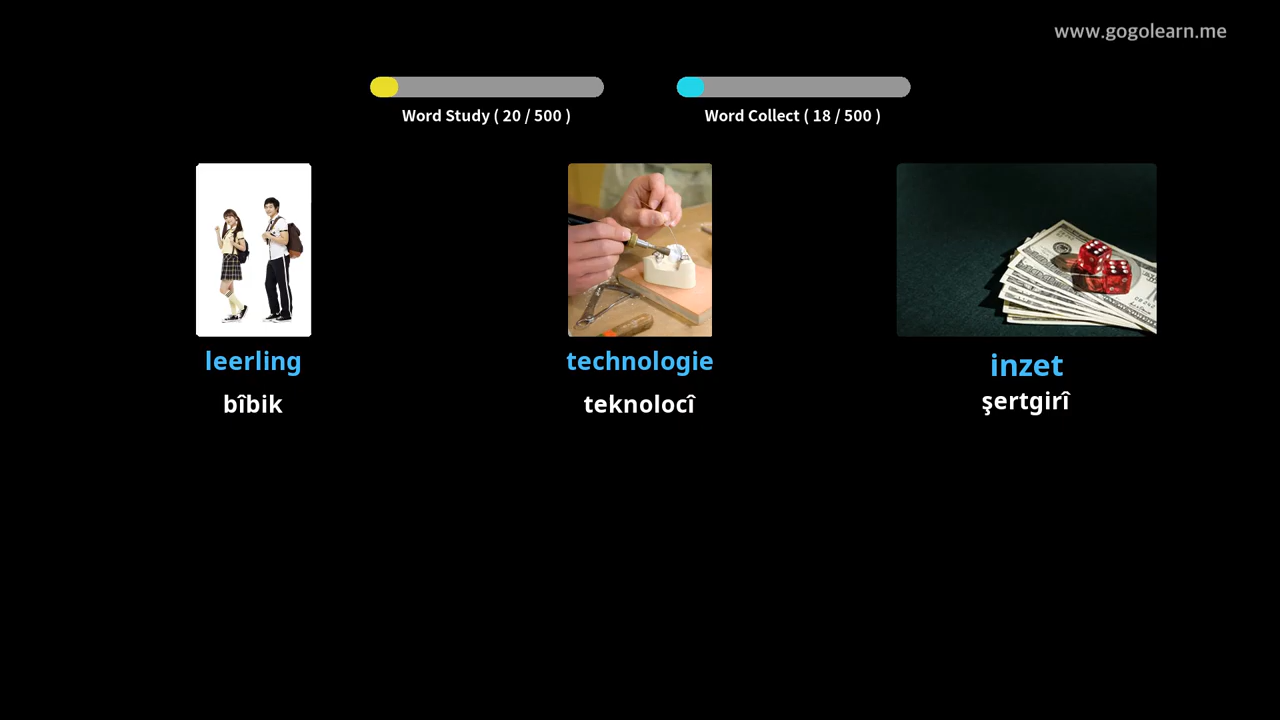 www.gogolearn.me
Word Study ( 20 / 500 )
Word Collect ( 18 / 500 )
leerling
technologie
inzet
bîbik
teknolocî
şertgirî